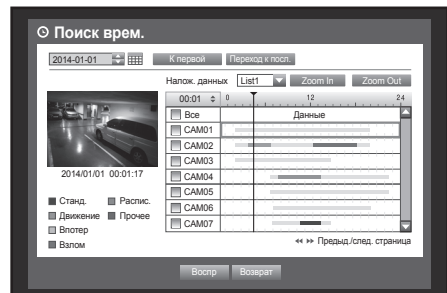 Поиск врем.
2014-01-01 К первой Переход к посл.
Налож. данных List1 Zoom In Zoom Out
00:01 0 12 24
Все Данные
CAM01
CAM02
CAM03
CAM04
CAM05
CAM06
CAM07
2014/01/01 00:01:17
Станд. Распис.
Движение Прочее
Впотер
Взлом
Предыд./след. страница
Воспр Возврат